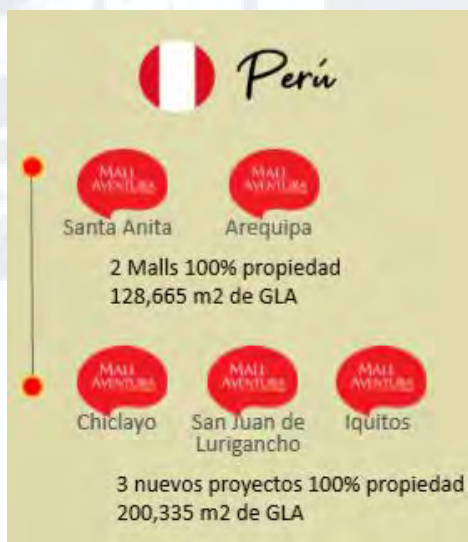 Perú
MALL
AVENTURA
MALL
AVENTURA
Santa Anita
Arequipa
2 Malls 100% propiedad
128,665 m2 de GLA
MALL
AVENTURA
MALL
AVENTURA
MALL
AVENTURA
Chiclayo
San Juan de
Lurigancho
Iquitos
3 nuevos proyectos 100% propiedad
200,335 m2 de GLA